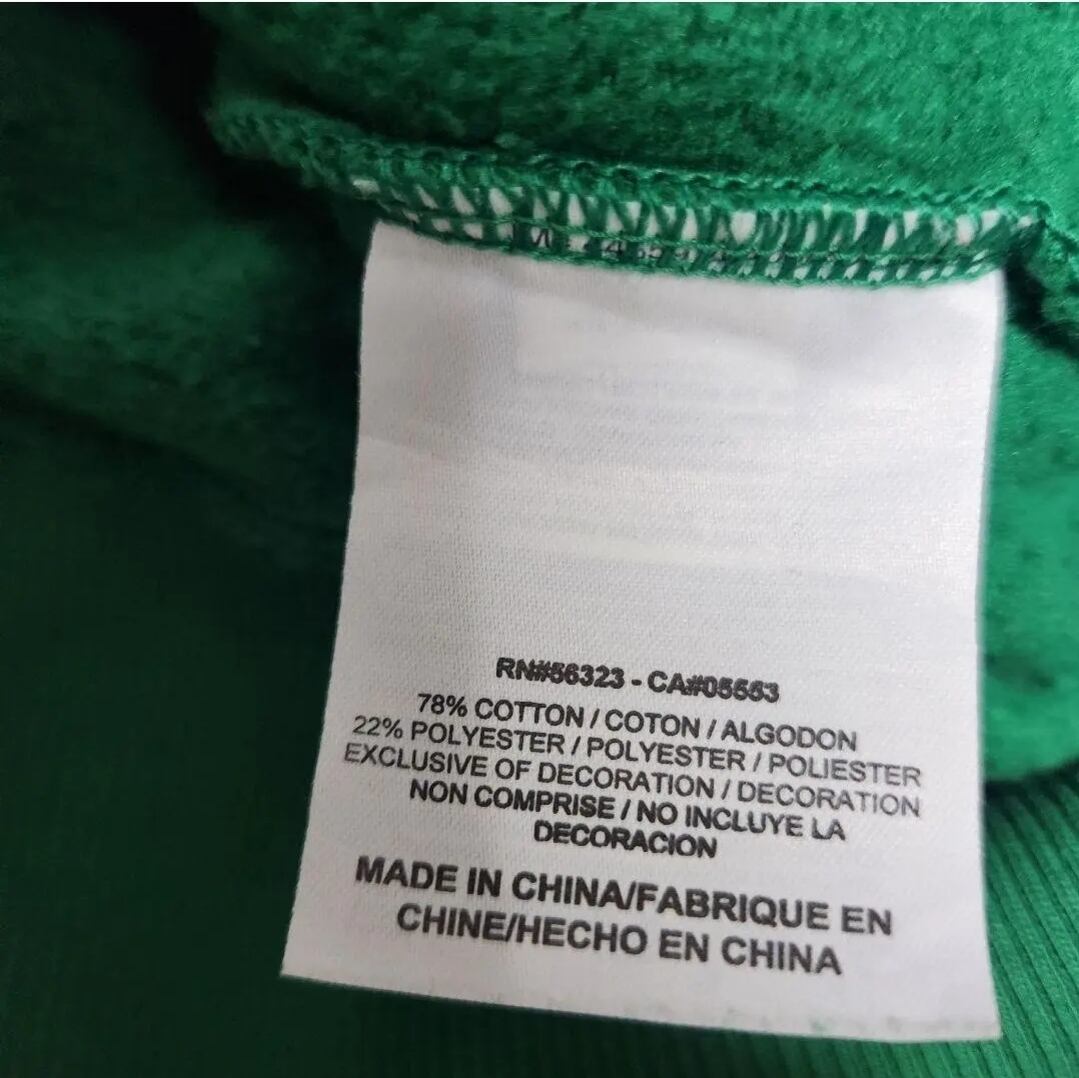 RN#56323 - CA#05553
78% COTTON / COTON / ALGODON
22% POLYESTER / POLYESTER / POLIESTER
EXCLUSIVE OF DECORATION / DECORATION
NON COMPRISE / NO INCLUYE LA
DECORACION
MADE IN CHINA/FABRIQUE EN
CHINE/HECHO EN CHINA